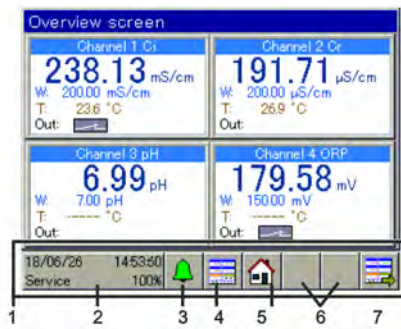 Overview screen
Channel 1 Ci
238.13 mS/cm
W: 200.00 mS/cm
T: 23.6 °C
Out:
Channel 2 Cr
191.71 µS/cm
W: 200.00 µS/cm
T: 26.9 °C
Out:
Channel 3 pH
6.99 pH
W: 7.00 pH
T: ----- °C
Out:
Channel 4 ORP
179.58 mV
W: 150.00 mV
T: ----- °C
Out:
18/06/26 14:53:50
Service 100%
1 2 3 4 5 6 7